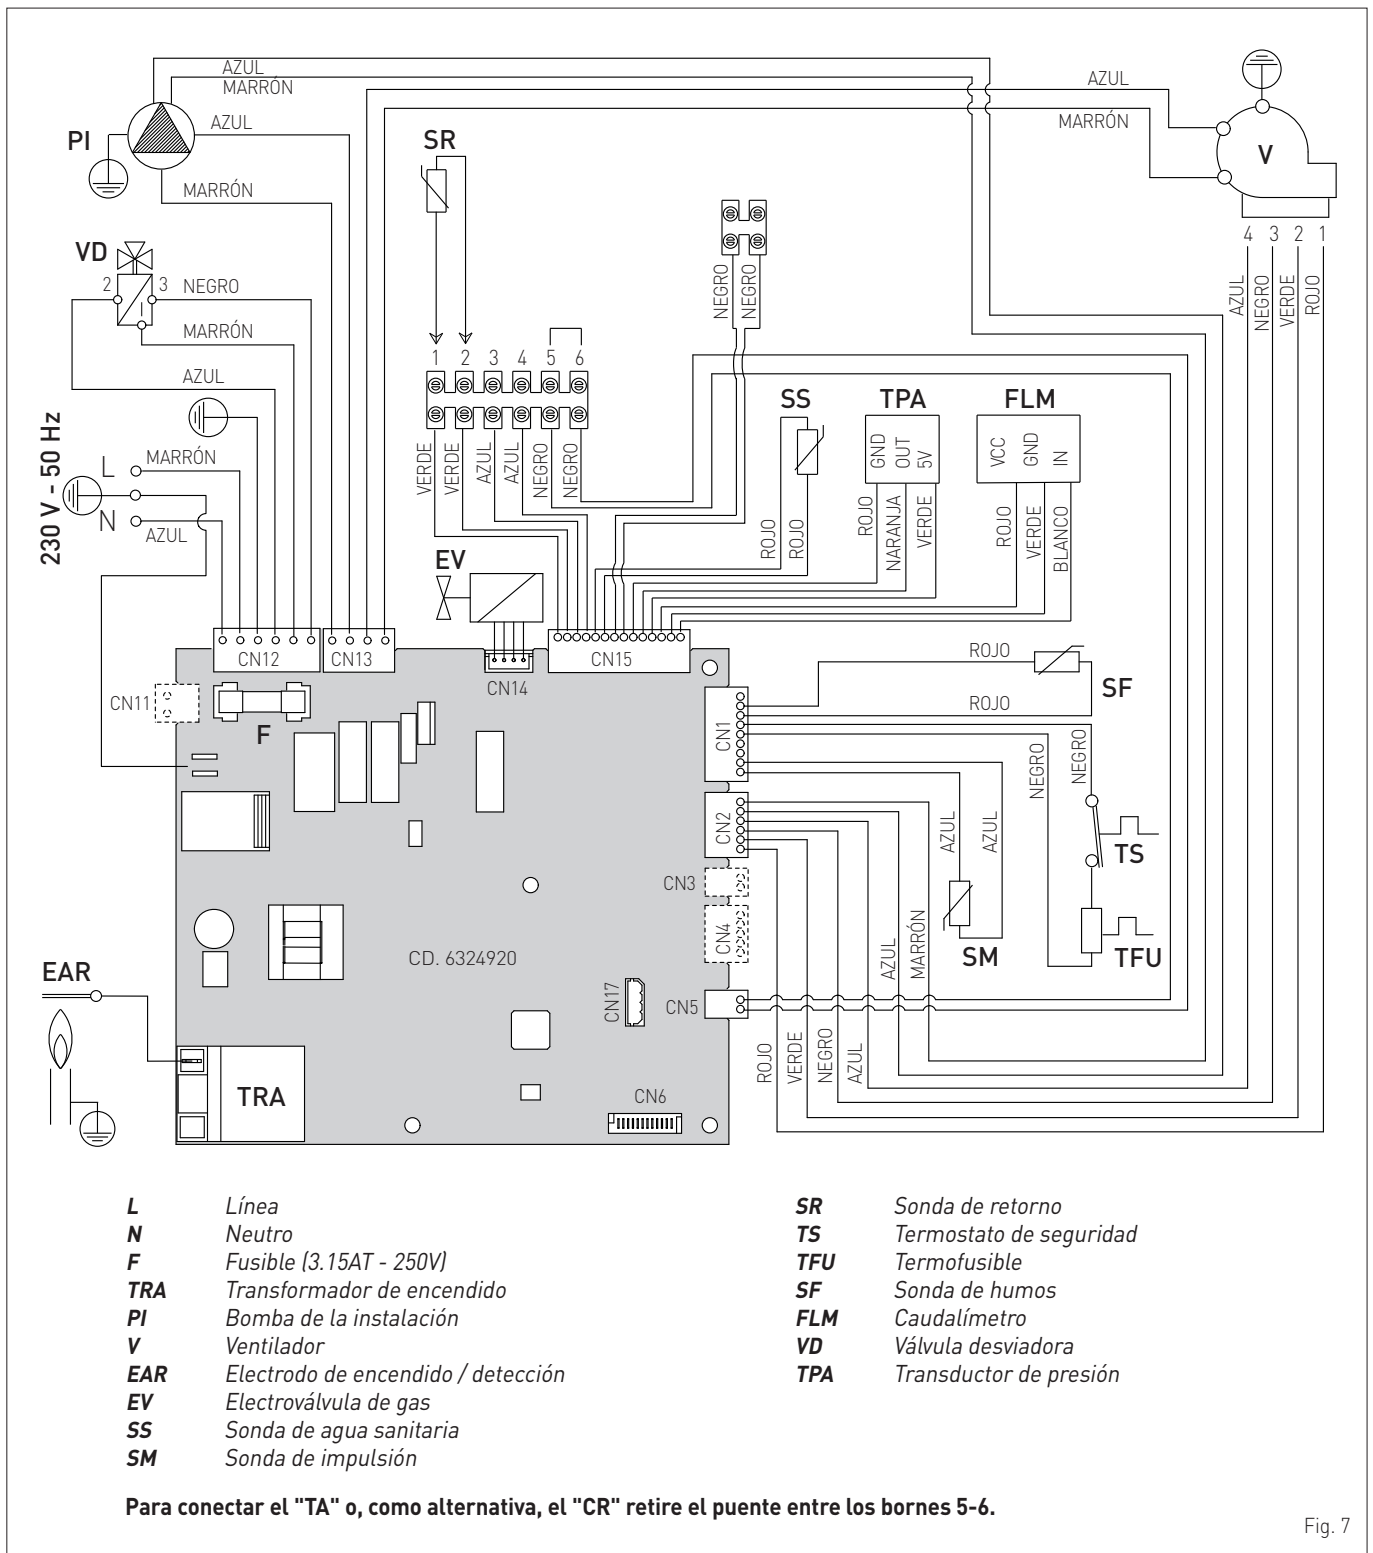 AZUL
MARRÓN
AZUL
MARRÓN
PI
AZUL
MARRÓN
SR
V
4 3 2 1
AZUL
NEGRO
VERDE
ROJO
VD
2 3
NEGRO
MARRÓN
AZUL
NEGRO
NEGRO
1 2 3 4 5 6
VERDE
VERDE
AZUL
AZUL
NEGRO
NEGRO
SS
ROJO
ROJO
TPA
GND
OUT
5V
ROJO
NARANJA
VERDE
FLM
VCC
GND
IN
ROJO
VERDE
BLANCO
230 V - 50 Hz
L
MARRÓN
N
AZUL
EV
CN12
CN13
CN14
CN15
CN11
F
ROJO
SF
ROJO
CN1
NEGRO
NEGRO
TS
TFU
CN2
AZUL
AZUL
SM
CN3
CN4
AZUL
MARRÓN
CD. 6324920
CN17
CN5
EAR
ROJO
VERDE
NEGRO
AZUL
TRA
CN6
L Línea
N Neutro
F Fusible (3.15AT - 250V)
TRA Transformador de encendido
PI Bomba de la instalación
V Ventilador
EAR Electrodo de encendido / detección
EV Electroválvula de gas
SS Sonda de agua sanitaria
SM Sonda de impulsión
SR Sonda de retorno
TS Termostato de seguridad
TFU Termofusible
SF Sonda de humos
FLM Caudalímetro
VD Válvula desviadora
TPA Transductor de presión
Para conectar el "TA" o, como alternativa, el "CR" retire el puente entre los bornes 5-6.
Fig. 7